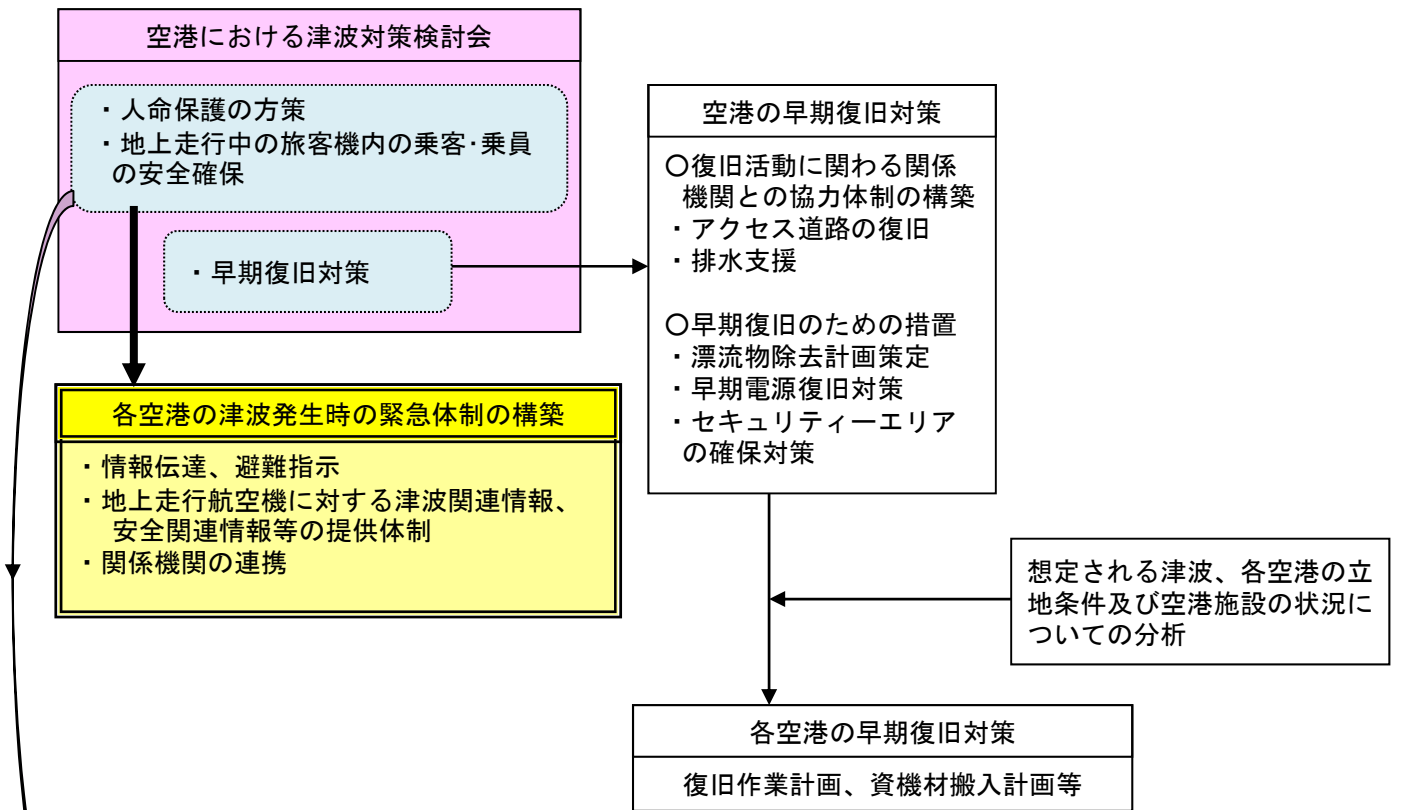 空港における津波対策検討会
・人命保護の方策
・地上走行中の旅客機内の乗客・乗員
の安全確保
・早期復旧対策
各空港の津波発生時の緊急体制の構築
・情報伝達、避難指示
・地上走行航空機に対する津波関連情報、
安全関連情報等の提供体制
・関係機関の連携
空港の早期復旧対策
〇復旧活動に関わる関係
機関との協力体制の構築
・アクセス道路の復旧
・排水支援
〇早期復旧のための措置
・漂流物除去計画策定
・早期電源復旧対策
・セキュリティーエリア
の確保対策
想定される津波、各空港の立
地条件及び空港施設の状況に
ついての分析
各空港の早期復旧対策
復旧作業計画、資機材搬入計画等